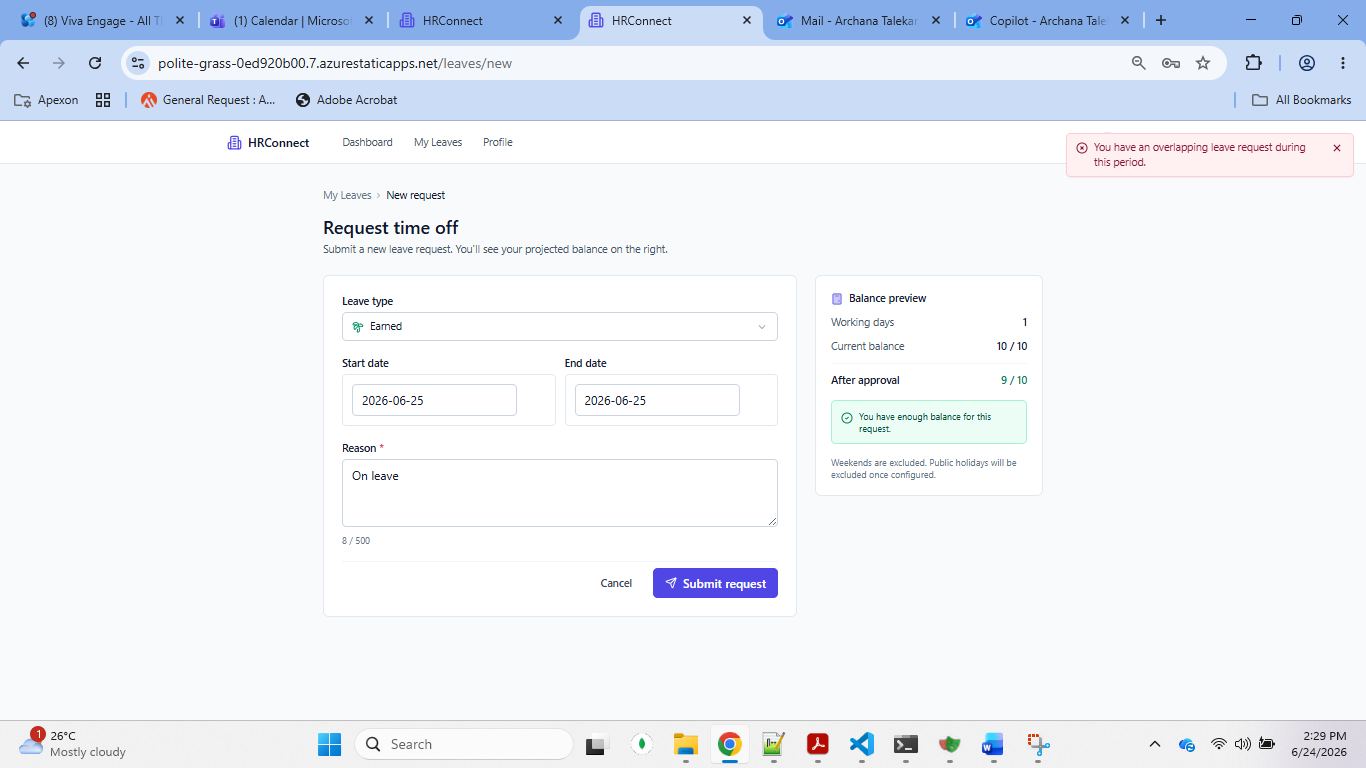 (8) Viva Engage - All T
(1) Calendar | Microso
HRConnect
HRConnect
Mail - Archana Talekar
Copilot - Archana Tale
polite-grass-0ed920b00.7.azurestaticapps.net/leaves/new
Apexon
General Request : A...
Adobe Acrobat
All Bookmarks
HRConnect
Dashboard
My Leaves
Profile
You have an overlapping leave request during
this period.
My Leaves › New request
Request time off
Submit a new leave request. You'll see your projected balance on the right.
Leave type
Earned
Start date
End date
2026-06-25
2026-06-25
Reason *
On leave
8 / 500
Cancel
Submit request
Balance preview
Working days 1
Current balance 10 / 10
After approval 9 / 10
You have enough balance for this
request.
Weekends are excluded. Public holidays will be
excluded once configured.
1
26°C
Mostly cloudy
Search
2:29 PM
6/24/2026